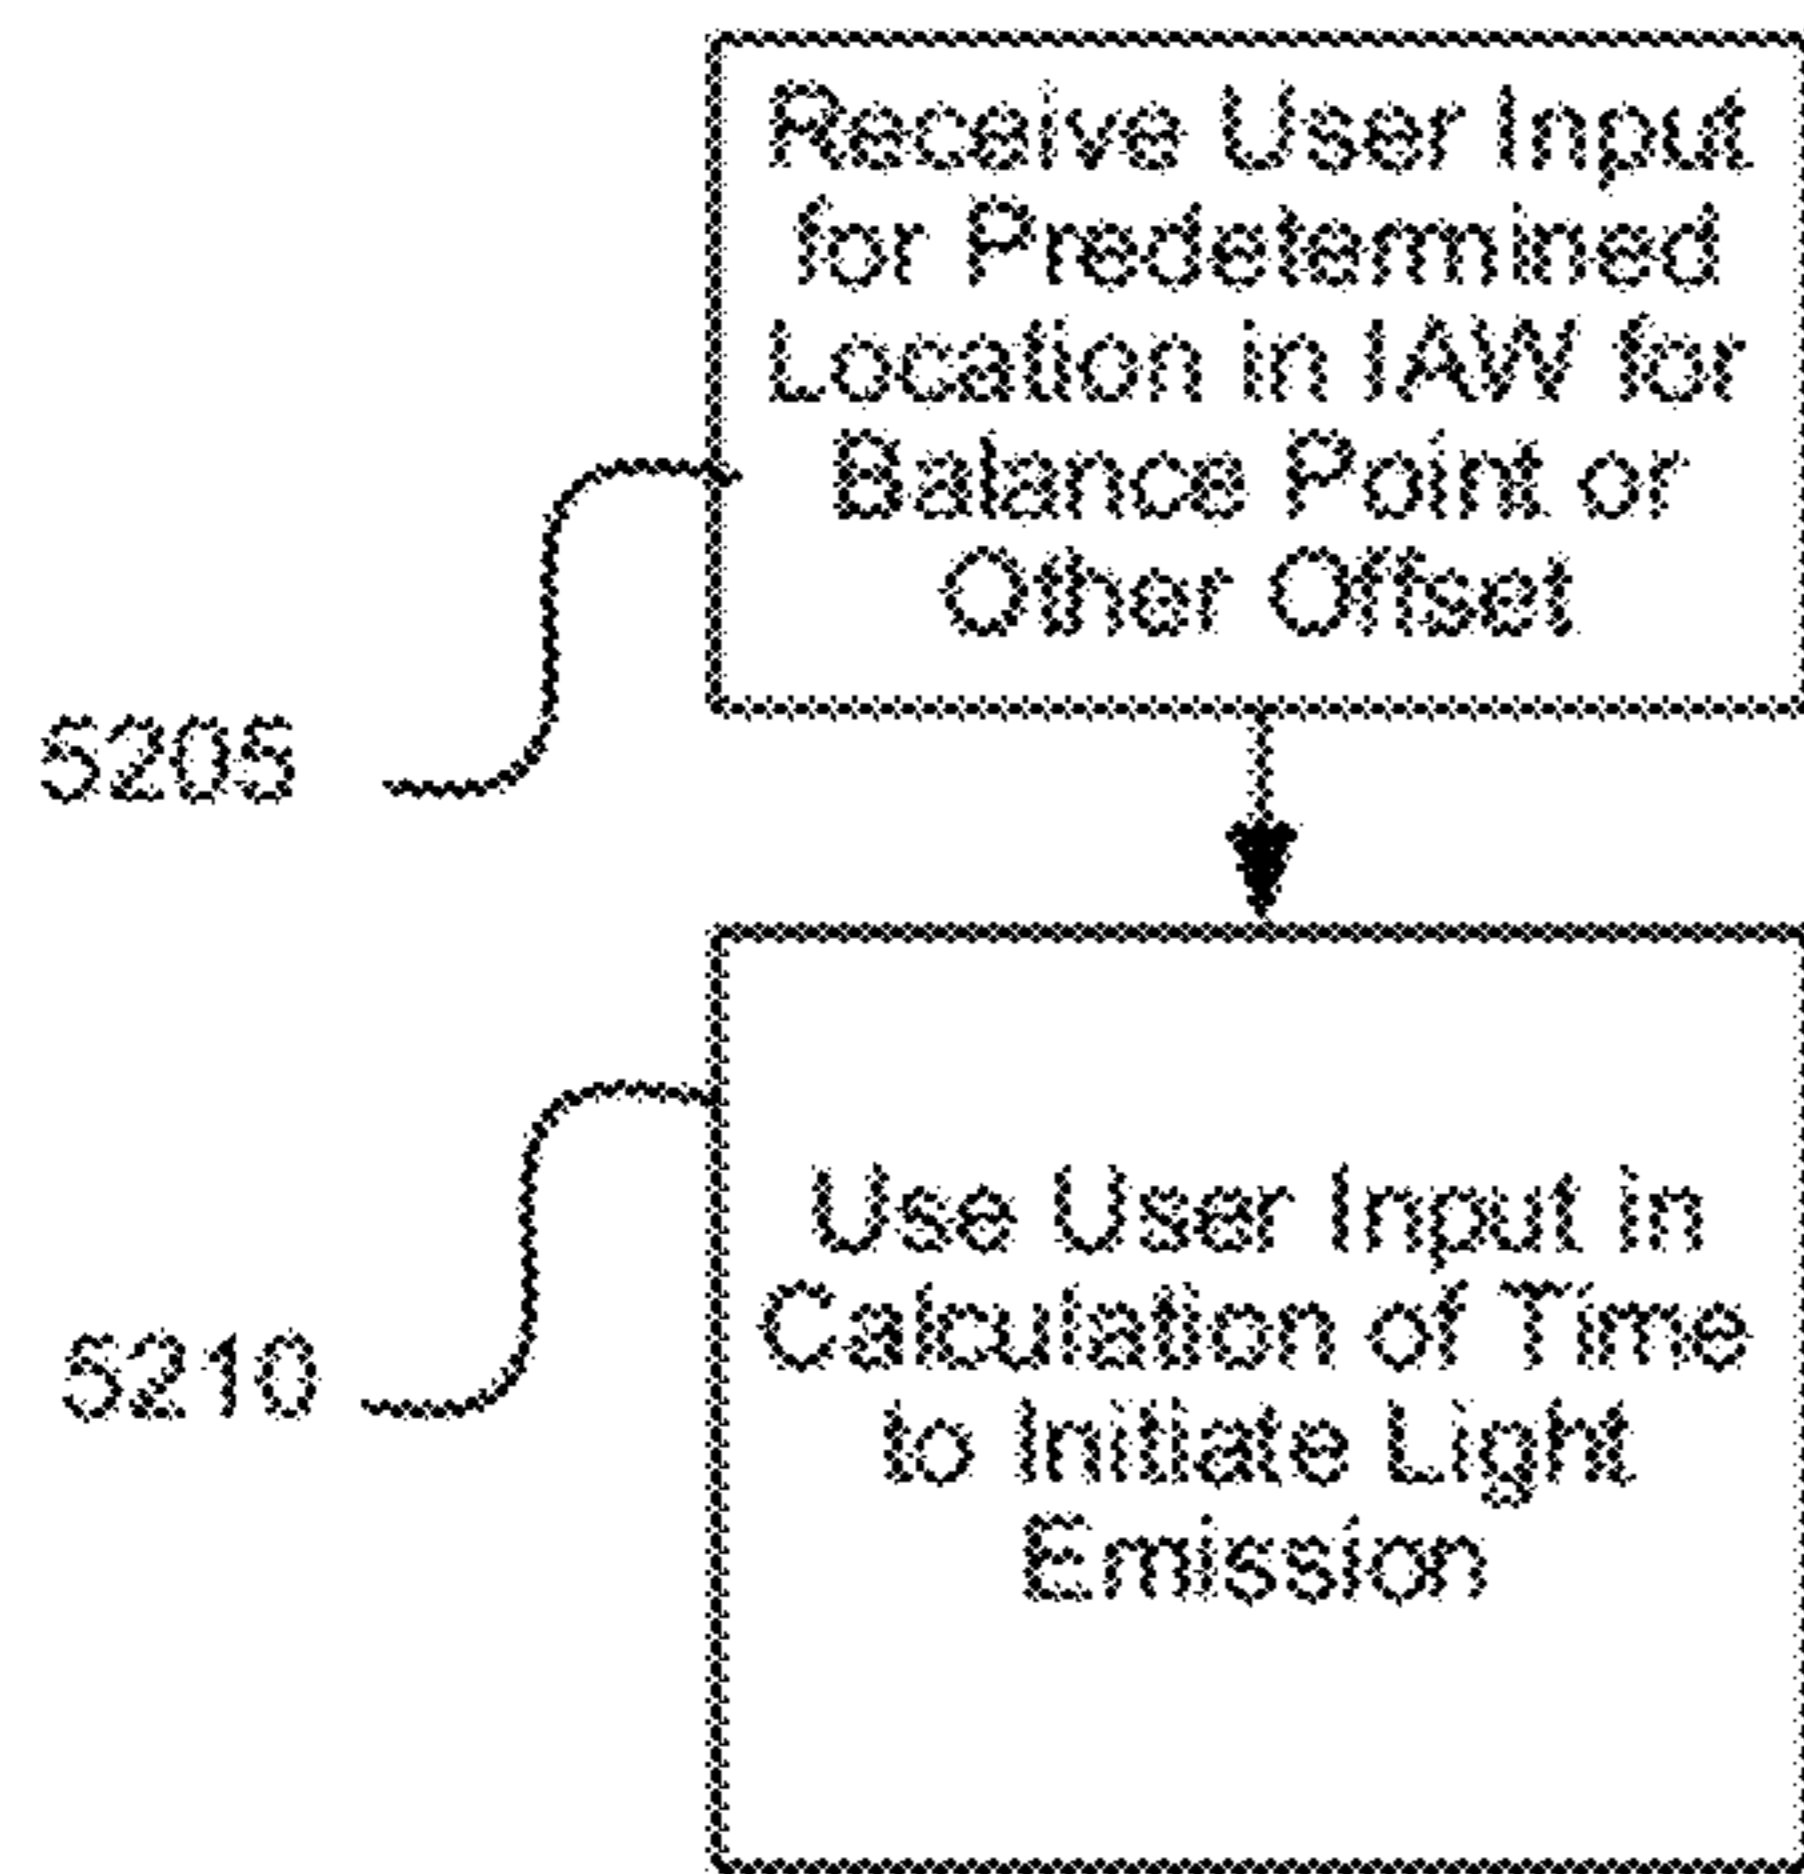 Receive User Input
for Predetermined
Location in IAW for
Balance Point or
Other Offset
5205
Use User Input in
Calculation of Time
to Initiate Light
Emission
5210